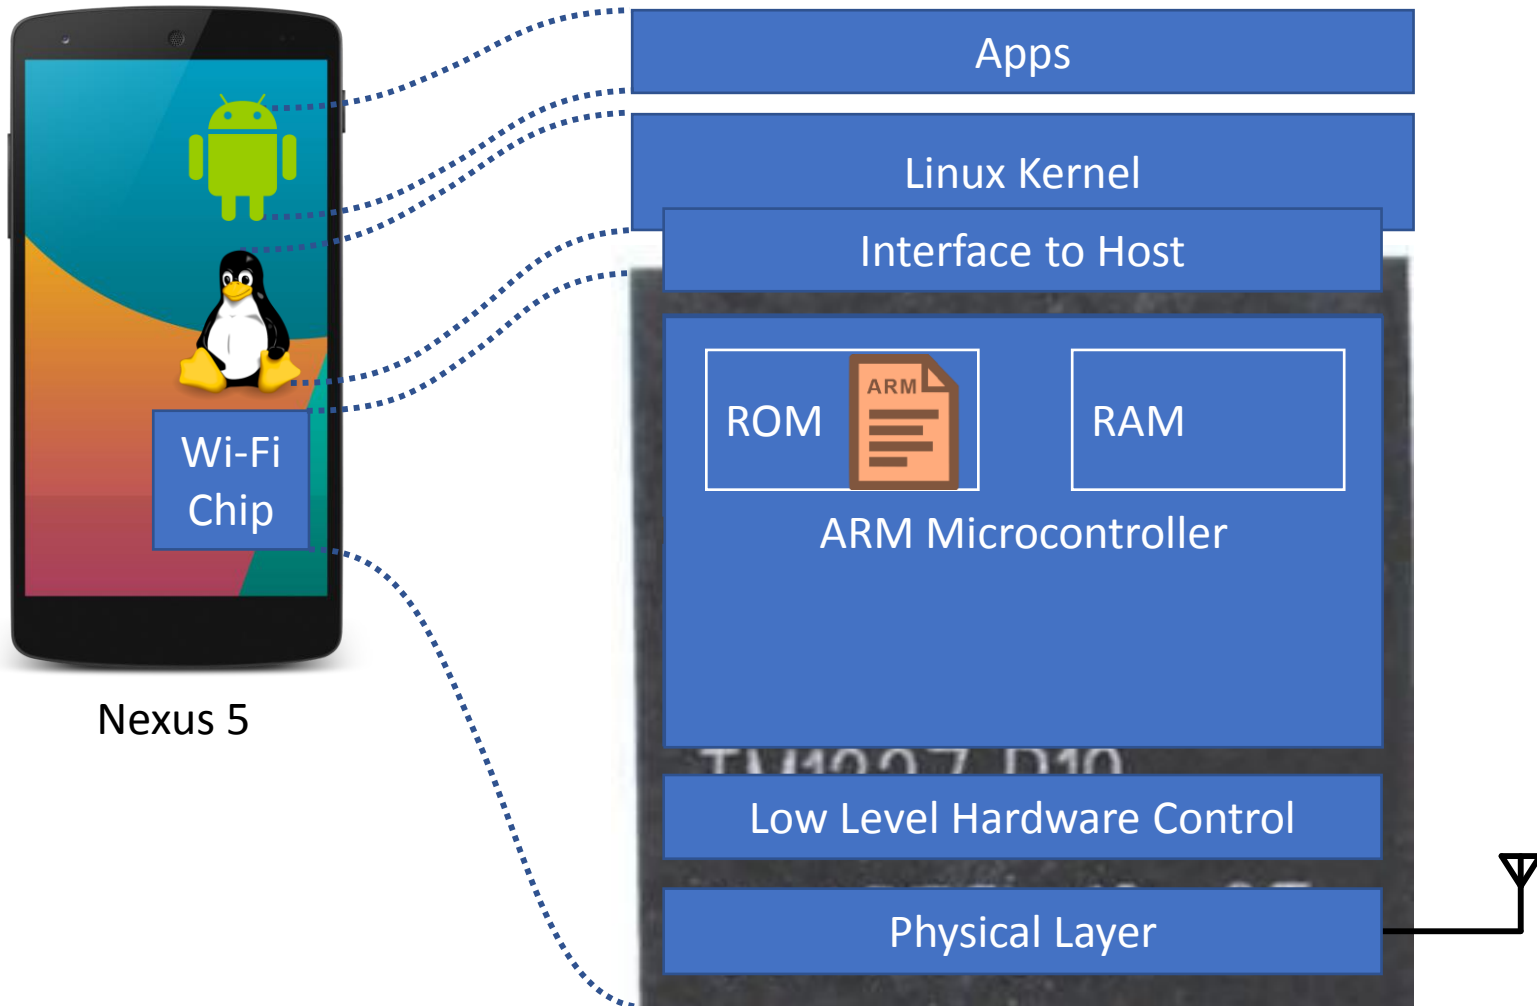 Apps
Linux Kernel
Interface to Host
ROM
ARM
RAM
ARM Microcontroller
Wi-Fi
Chip
Nexus 5
Low Level Hardware Control
Physical Layer